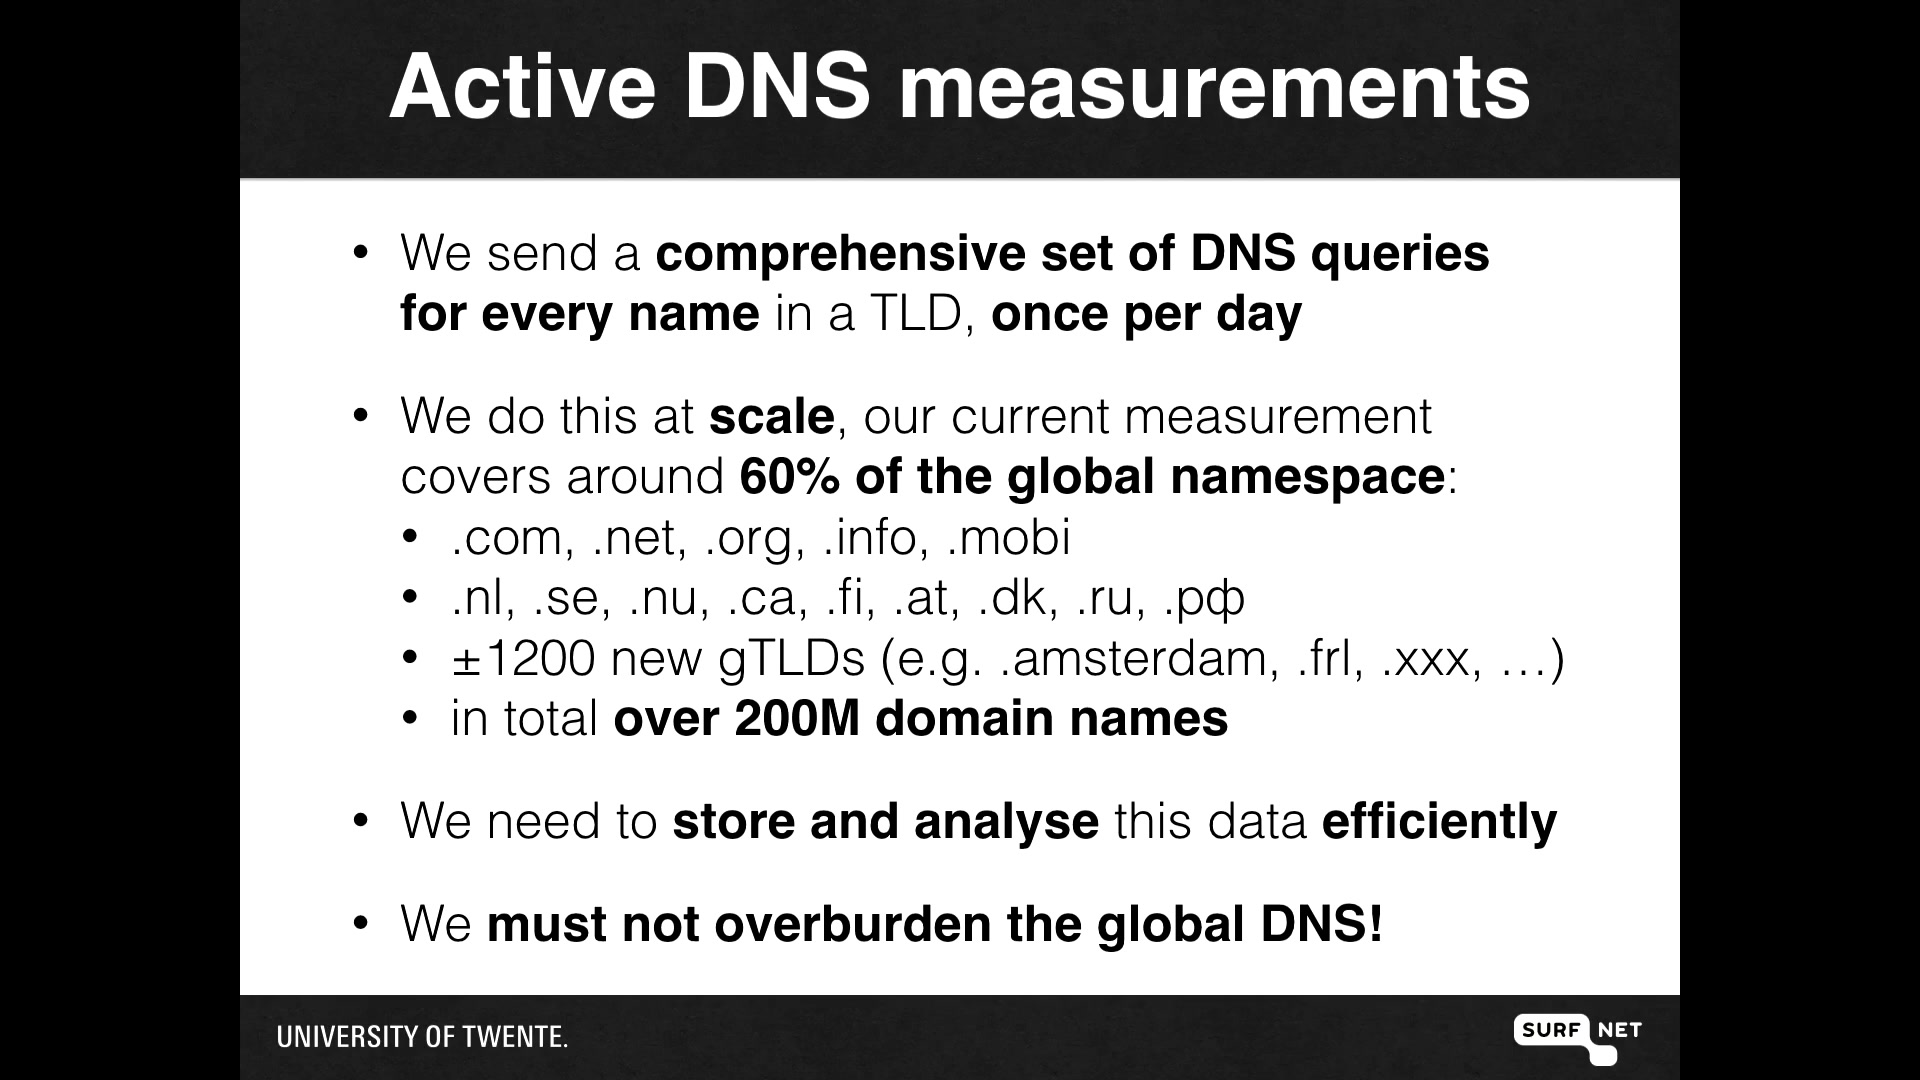 Active DNS measurements
• We send a comprehensive set of DNS queries
for every name in a TLD, once per day
• We do this at scale, our current measurement
covers around 60% of the global namespace:
• .com, .net, .org, .info, .mobi
• .nl, .se, .nu, .ca, .fi, .at, .dk, .ru, .рф
• ±1200 new gTLDs (e.g. .amsterdam, .frl, .xxx, …)
• in total over 200M domain names
• We need to store and analyse this data efficiently
• We must not overburden the global DNS!
UNIVERSITY OF TWENTE.
SURF NET